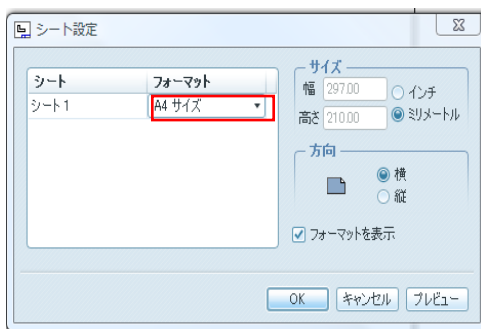 シート設定
シート フォーマット
シート1 A4 サイズ
サイズ
幅 297.00 インチ
高さ 210.00 ミリメートル
方向
横
縦
フォーマットを表示
OK キャンセル プレビュー